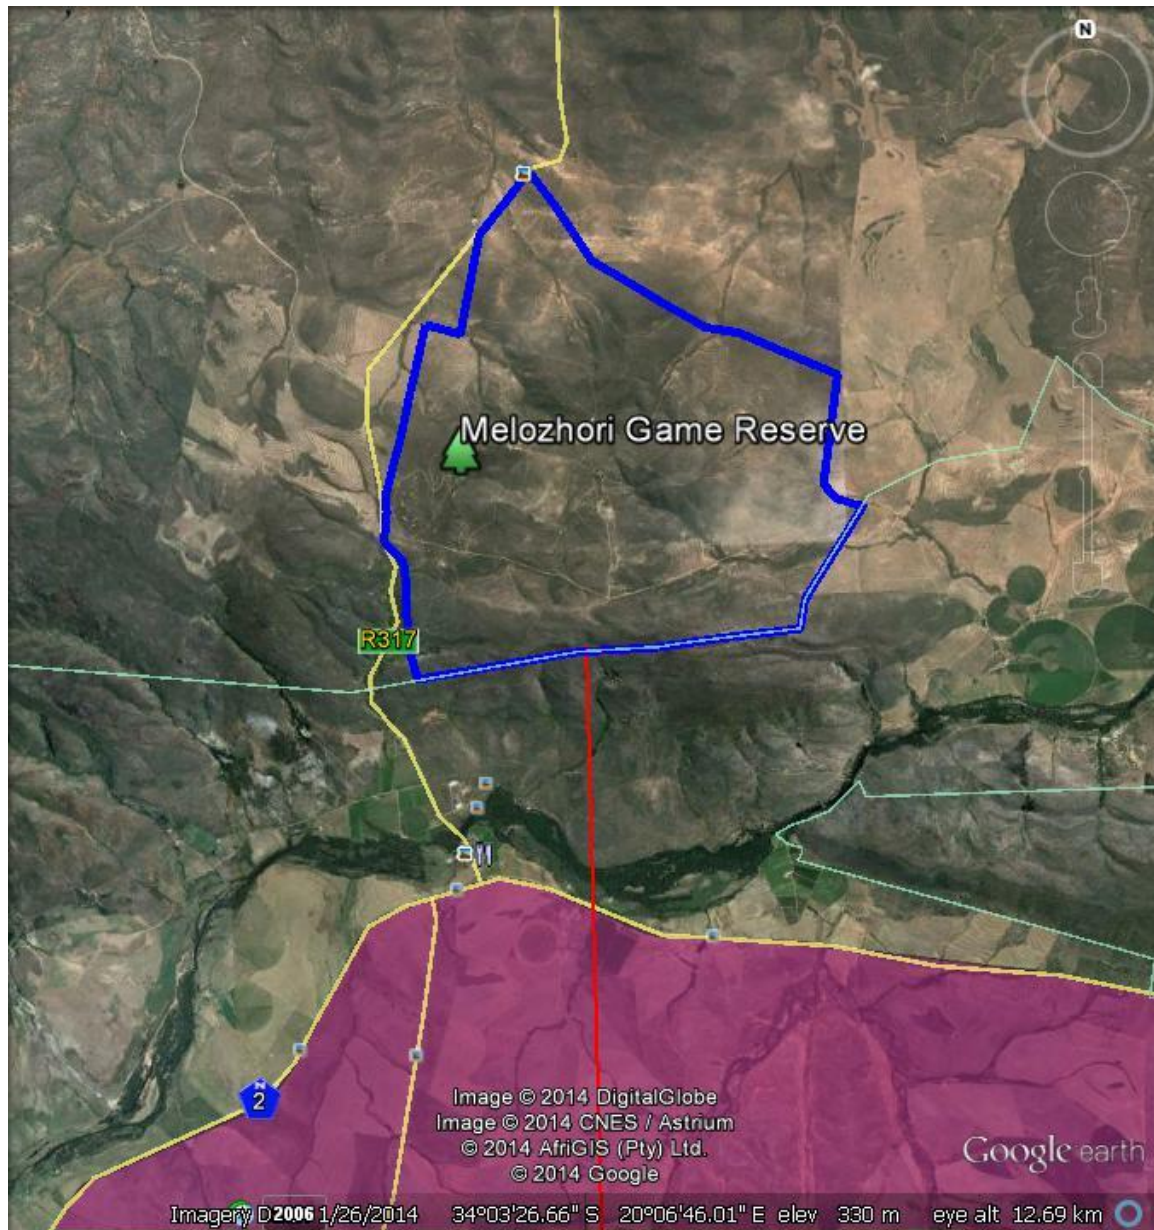 N
Melozhori Game Reserve
R317
2
Image © 2014 DigitalGlobe
Image © 2014 CNES / Astrium
© 2014 AfriGIS (Pty) Ltd.
© 2014 Google
Google earth
Imagery D 2006 1/26/2014 34°03'26.66" S 20°06'46.01" E elev 330 m eye alt 12.69 km